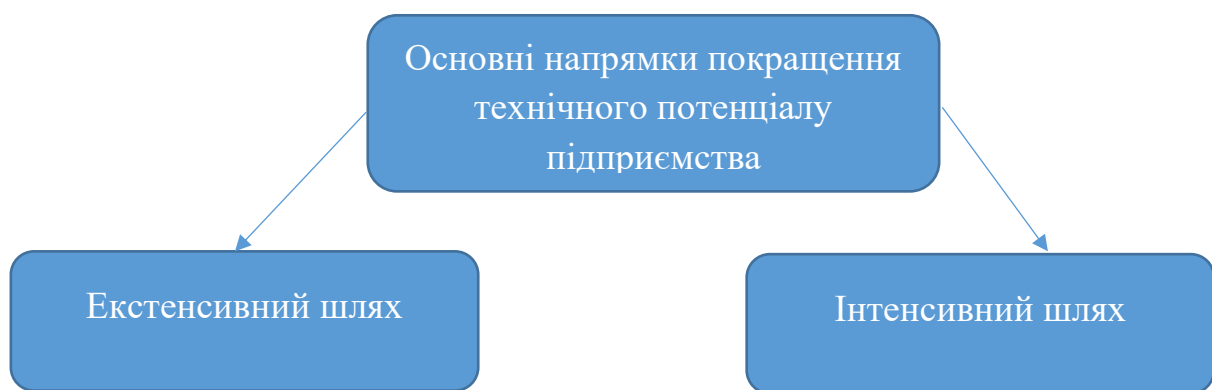 Основні напрямки покращення
технічного потенціалу
підприємства
Екстенсивний шлях
Інтенсивний шлях